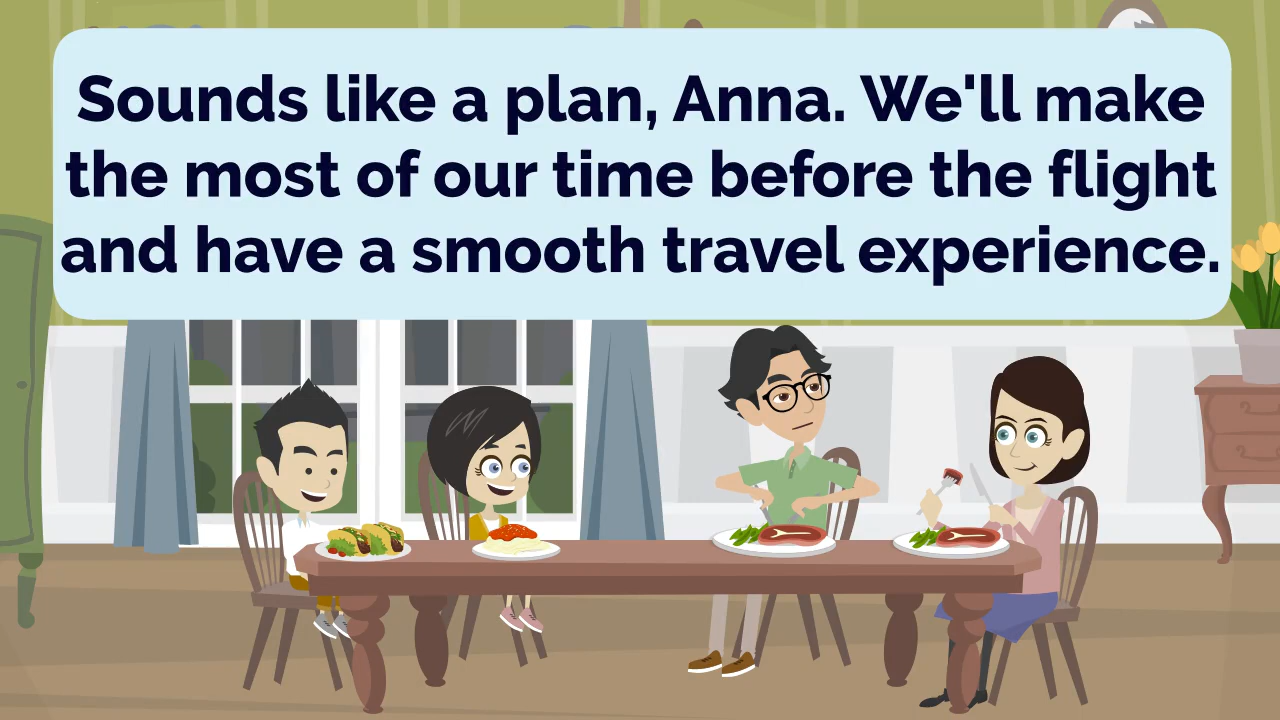 Sounds like a plan, Anna. We'll make
the most of our time before the flight
and have a smooth travel experience.